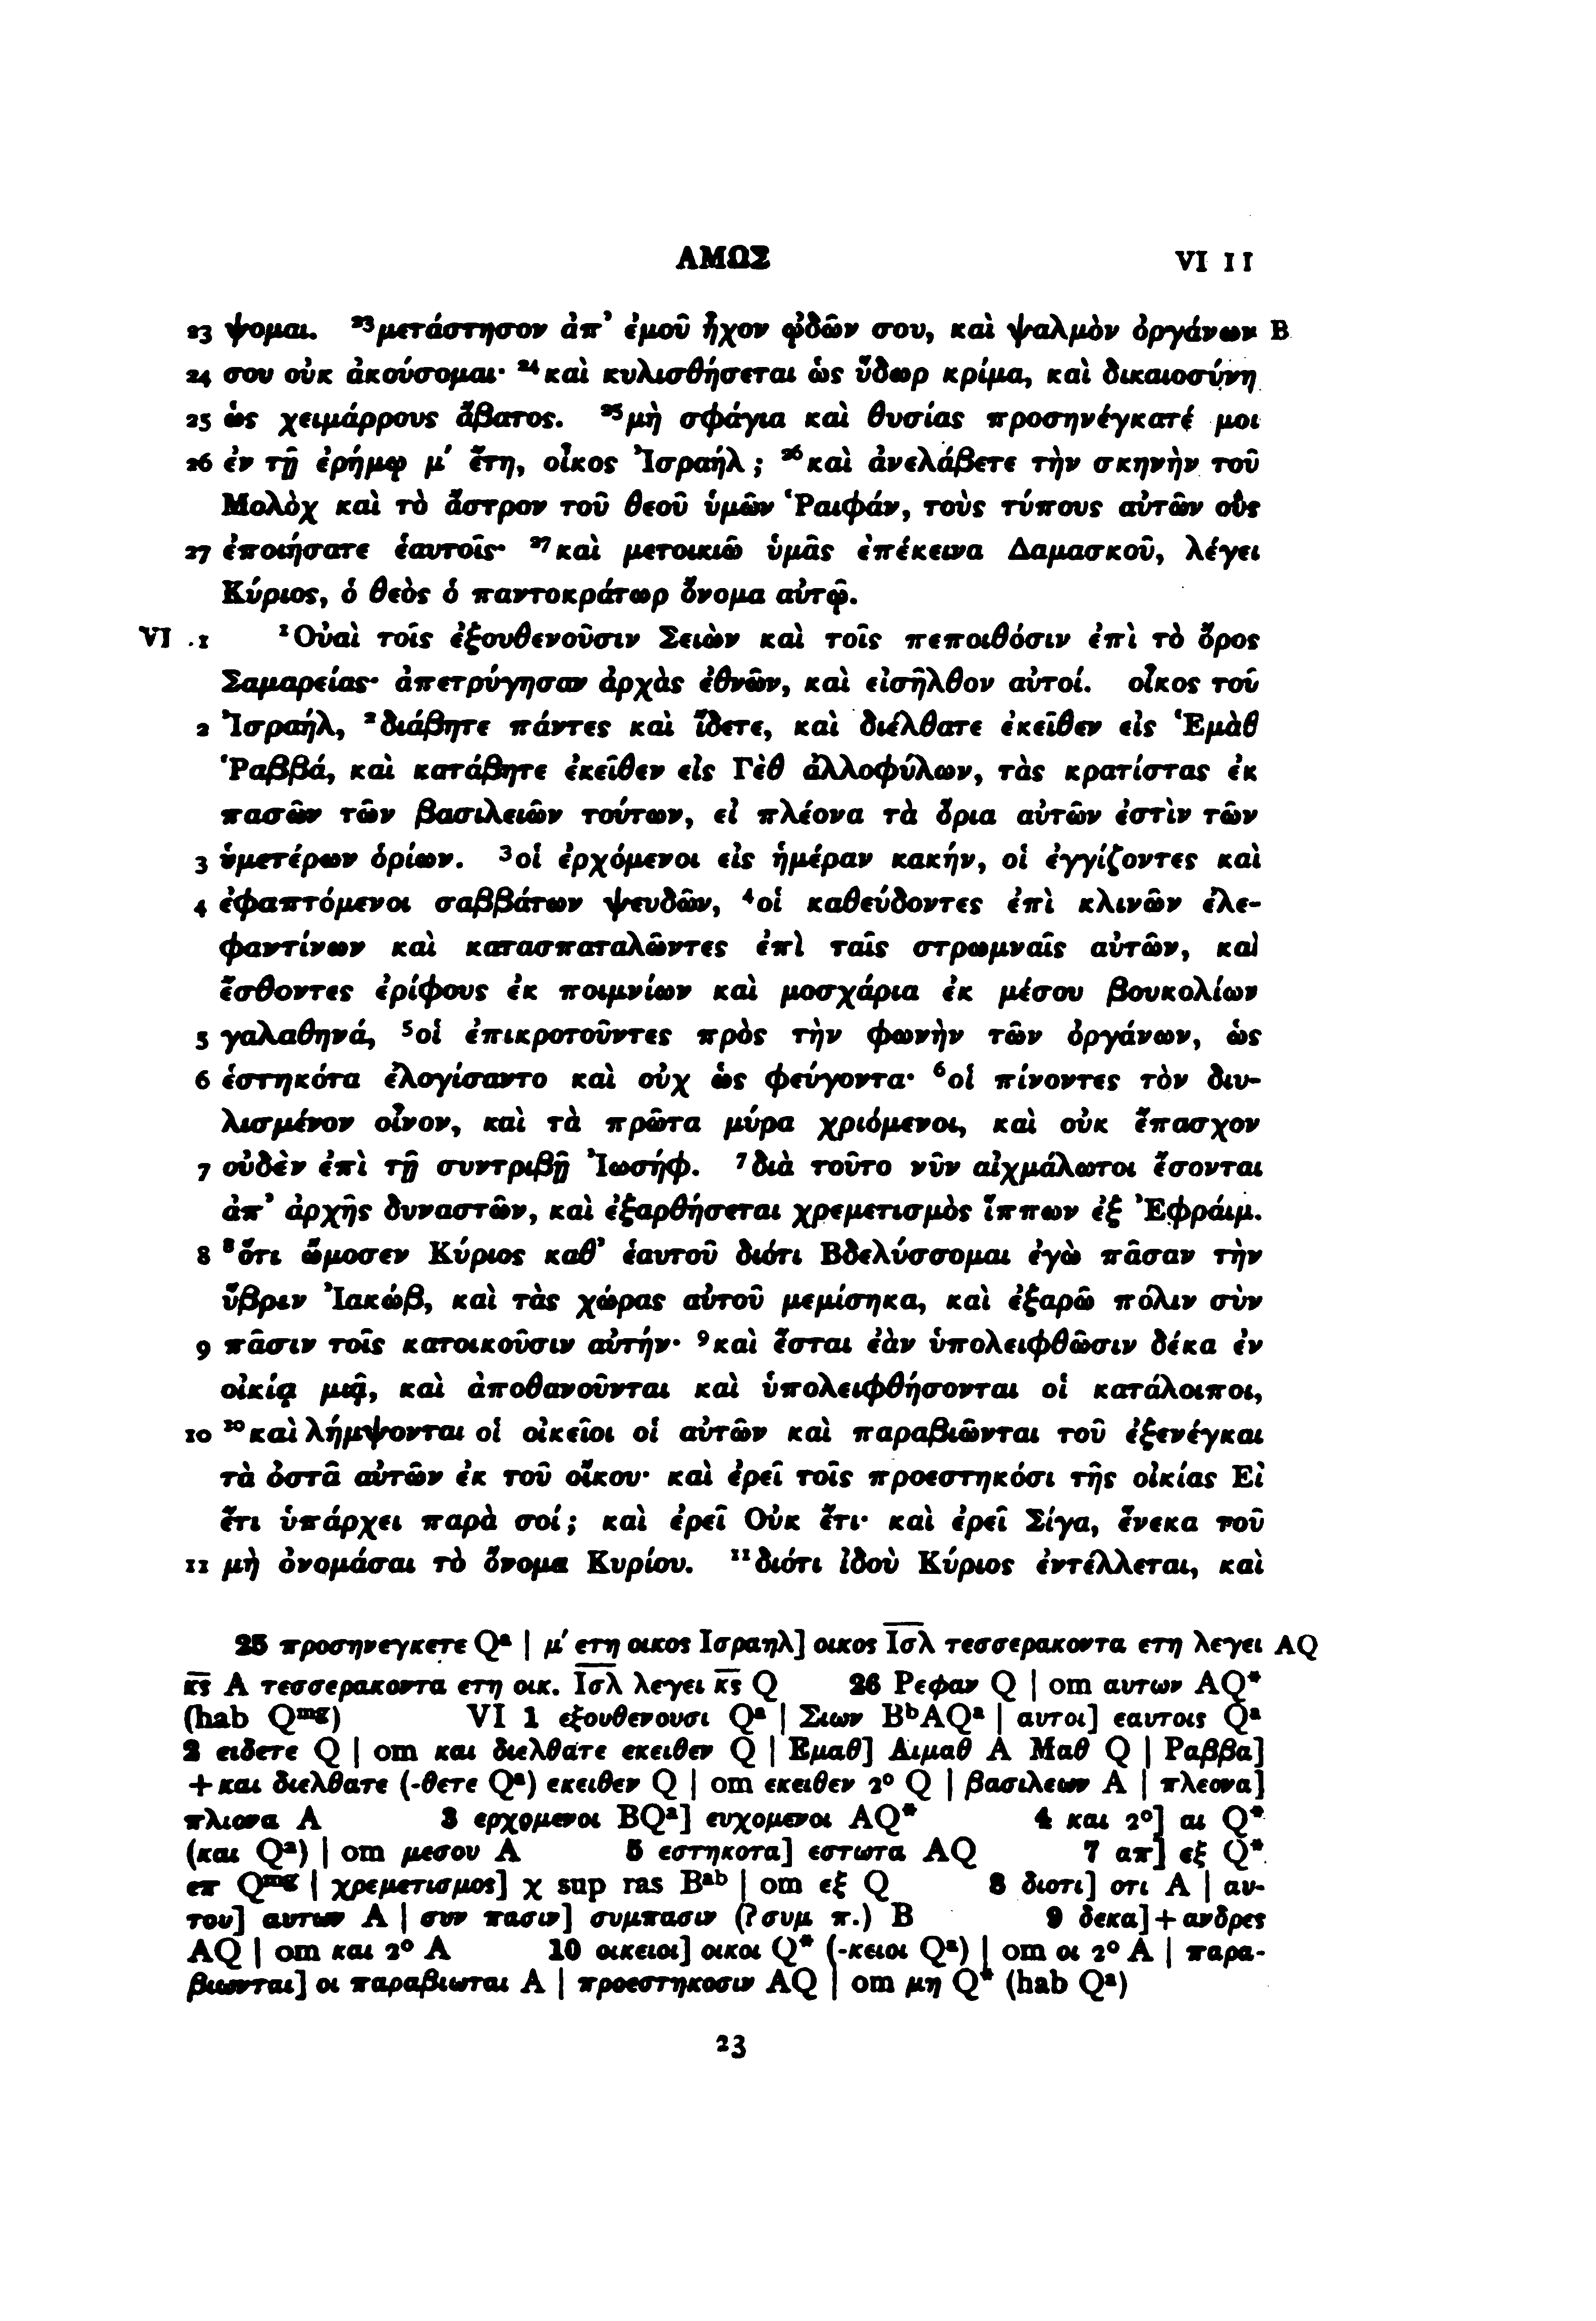 ΑΜΩΣ VI 11
23 ψομαι. ²³μετάστησον ἀπ’ ἐμοῦ ἦχον ᾠδῶν σου, καὶ ψαλμὸν ὀργάνων B
24 σου οὐκ ἀκούσομαι· ²⁴καὶ κυλισθήσεται ὡς ὕδωρ κρίμα, καὶ δικαιοσύνη
25 ὡς χειμάρρους ἄβατος. ²⁵μὴ σφάγια καὶ θυσίας προσηνέγκατέ μοι
26 ἐν τῇ ἐρήμῳ μ΄ ἔτη, οἶκος Ἰσραήλ; ²⁶καὶ ἀνελάβετε τὴν σκηνὴν τοῦ
Μολὸχ καὶ τὸ ἄστρον τοῦ θεοῦ ὑμῶν Ῥαιφάν, τοὺς τύπους αὐτῶν οὓς
27 ἐποιήσατε ἑαυτοῖς· ²⁷καὶ μετοικιῶ ὑμᾶς ἐπέκεινα Δαμασκοῦ, λέγει
Κύριος, ὁ θεὸς ὁ παντοκράτωρ ὄνομα αὐτῷ.
VI 1 ¹Οὐαὶ τοῖς ἐξουθενοῦσιν Σειὼν καὶ τοῖς πεποιθόσιν ἐπὶ τὸ ὄρος
Σαμαρείας· ἀπετρύγησαν ἀρχὰς ἐθνῶν, καὶ εἰσῆλθον αὐτοί. οἶκος τοῦ
2 Ἰσραήλ, ²διάβητε πάντες καὶ ἴδετε, καὶ διέλθατε ἐκεῖθεν εἰς Ἑμὰθ
Ῥαββά, καὶ κατάβητε ἐκεῖθεν εἰς Γὲθ ἀλλοφύλων, τὰς κρατίστας ἐκ
πασῶν τῶν βασιλειῶν τούτων, εἰ πλέονα τὰ ὅρια αὐτῶν ἐστὶν τῶν
3 ὑμετέρων ὁρίων. ³οἱ ἐρχόμενοι εἰς ἡμέραν κακήν, οἱ ἐγγίζοντες καὶ
4 ἐφαπτόμενοι σαββάτων ψευδῶν, ⁴οἱ καθεύδοντες ἐπὶ κλινῶν ἐλε-
φαντίνων καὶ κατασπαταλῶντες ἐπὶ ταῖς στρωμναῖς αὐτῶν, καὶ
ἔσθοντες ἐρίφους ἐκ ποιμνίων καὶ μοσχάρια ἐκ μέσου βουκολίων
5 γαλαθηνά, ⁵οἱ ἐπικροτοῦντες πρὸς τὴν φωνὴν τῶν ὀργάνων, ὡς
6 ἑστηκότα ἐλογίσαντο καὶ οὐχ ὡς φεύγοντα· ⁶οἱ πίνοντες τὸν διυ-
λισμένον οἶνον, καὶ τὰ πρῶτα μύρα χριόμενοι, καὶ οὐκ ἔπασχον
7 οὐδὲν ἐπὶ τῇ συντριβῇ Ἰωσήφ. ⁷διὰ τοῦτο νῦν αἰχμάλωτοι ἔσονται
ἀπ’ ἀρχῆς δυναστῶν, καὶ ἐξαρθήσεται χρεμετισμὸς ἵππων ἐξ Ἐφράιμ.
8 ⁸ὅτι ὤμοσεν Κύριος καθ’ ἑαυτοῦ διότι Βδελύσσομαι ἐγὼ πᾶσαν τὴν
ὕβριν Ἰακώβ, καὶ τὰς χώρας αὐτοῦ μεμίσηκα, καὶ ἐξαρῶ πόλιν σὺν
9 πᾶσιν τοῖς κατοικοῦσιν αὐτήν· ⁹καὶ ἔσται ἐὰν ὑπολειφθῶσιν δέκα ἐν
οἰκίᾳ μιᾷ, καὶ ἀποθανοῦνται καὶ ὑπολειφθήσονται οἱ κατάλοιποι,
10 ¹⁰καὶ λήμψονται οἱ οἰκεῖοι οἱ αὐτῶν καὶ παραβιῶνται τοῦ ἐξενέγκαι
τὰ ὀστᾶ αὐτῶν ἐκ τοῦ οἴκου· καὶ ἐρεῖ τοῖς προεστηκόσι τῆς οἰκίας Εἰ
ἔτι ὑπάρχει παρὰ σοί; καὶ ἐρεῖ Οὐκ ἔτι· καὶ ἐρεῖ Σίγα, ἕνεκα τοῦ
11 μὴ ὀνομάσαι τὸ ὄνομα Κυρίου. ¹¹διότι ἰδοὺ Κύριος ἐντέλλεται, καὶ
25 προσηνεγκετε Qᵃ | μ΄ ετη οικος Ισραηλ] οικος Ι̅σ̅λ̅ τεσσερακοντα ετη λεγει AQ
κ̅ς̅ A τεσσερακοντα ετη οικ. Ι̅σ̅λ̅ λεγει κ̅ς̅ Q 26 Ρεφαν Q | om αυτων AQ*
(hab Qᵐᵍ) VI 1 εξουθενουσι Qᵃ | Σιων BᵇAQᵃ | αυτοι] εαυτοις Qᵃ
2 ειδετε Q | om και διελθατε εκειθεν Q | Εμαθ] Αιμαθ A Μαθ Q | Ραββα]
+ και διελθατε (-θετε Qᵃ) εκειθεν Q | om εκειθεν 2° Q | βασιλεων A | πλεονα]
πλιονα A 3 ερχομενοι BQᵃ] ευχομενοι AQ* 4 και 2°] αι Q*
(και Qᵃ) | om μεσου A 5 εστηκοτα] εστωτα AQ 7 απ] εξ Q*
επ Qᵐᵍ | χρεμετισμος] χ sup ras Bᵃᵇ | om εξ Q 8 διοτι] οτι A | αυ-
του] αυτων A | συν πασιν] συμπασιν (? συμ π.) B 9 δεκα] + ανδρες
AQ | om και 2° A 10 οικειοι] οικοι Q* (-κειοι Qᵃ) | om οι 2° A | παρα-
βιωνται] οι παραβιωται A | προεστηκοσιν AQ | om μη Q* (hab Qᵃ)
23